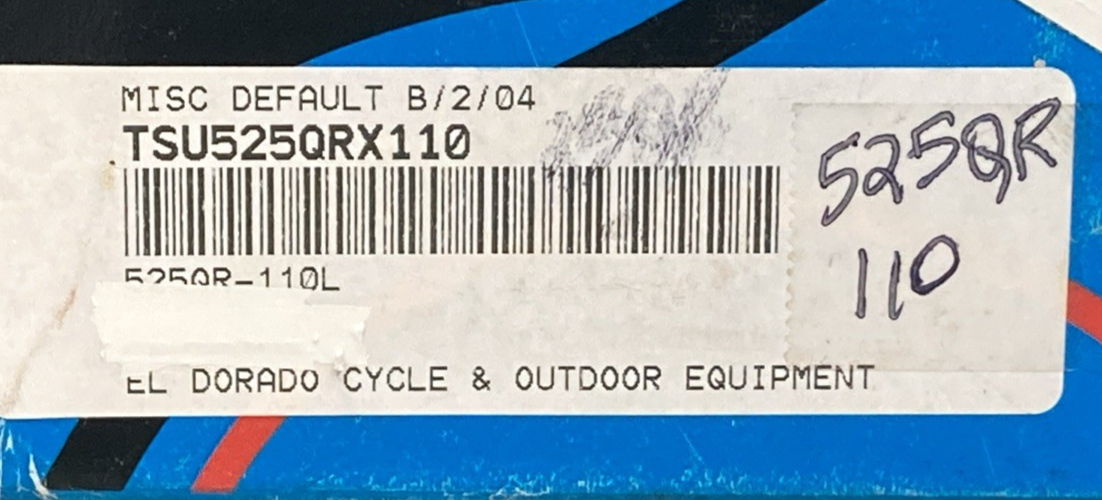 MISC DEFAULT B/2/04
TSU525QRX110
525QR-110L
EL DORADO CYCLE & OUTDOOR EQUIPMENT
525QR
110